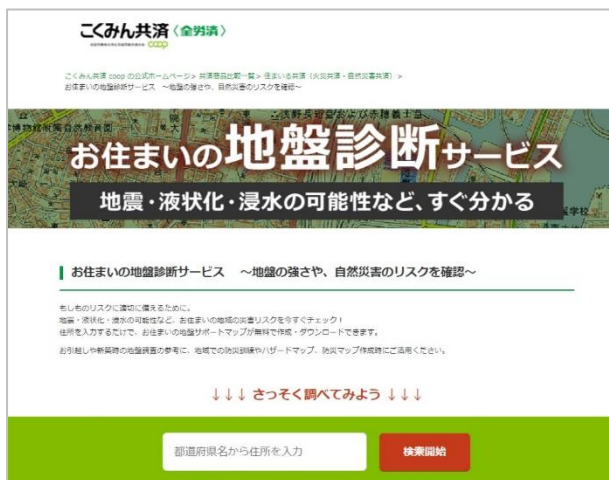 こくみん共済〈全労済〉
coop
こくみん共済 coop の公式ホームページ> 共済商品比較一覧> 住まいる共済（火災共済・自然災害共済）>
お住まいの地盤診断サービス ～地盤の強さや、自然災害のリスクを確認～
浅野長矩および赤穂義士墓
お住まいの地盤診断サービス
地震・液状化・浸水の可能性など、すぐ分かる
お住まいの地盤診断サービス ～地盤の強さや、自然災害のリスクを確認～
もしものリスクに適切に備えるために。
地震・液状化・浸水の可能性など、お住まいの地域の災害リスクを今すぐチェック！
住所を入力するだけで、お住まいの地盤サポートマップが無料で作成・ダウンロードできます。
お引越しや新築時の地盤調査の参考に、地域での防災訓練やハザードマップ、防災マップ作成時にご活用ください。
↓↓↓ さっそく調べてみよう ↓↓↓
都道府県名から住所を入力
検索開始